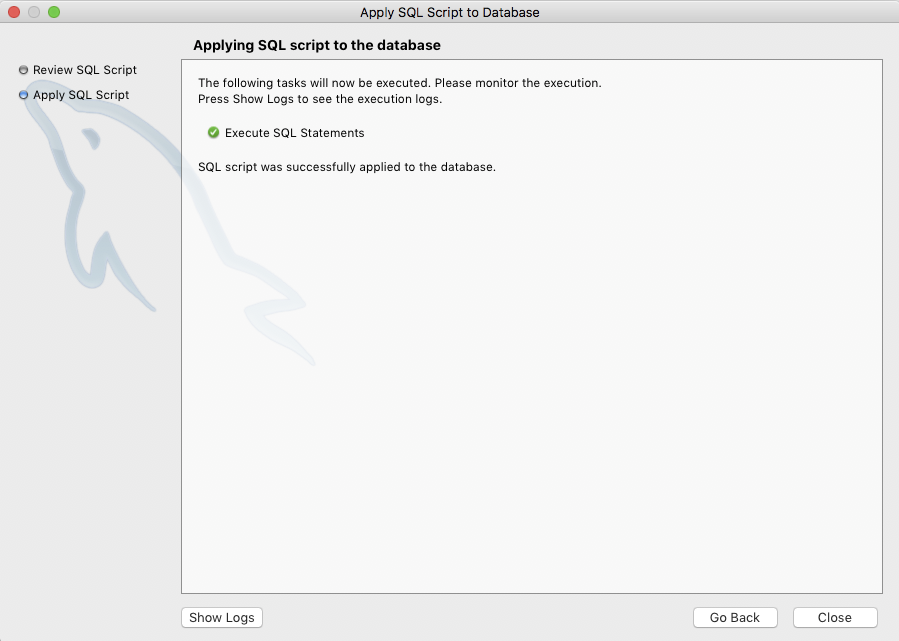 Apply SQL Script to Database
Applying SQL script to the database
Review SQL Script
Apply SQL Script
The following tasks will now be executed. Please monitor the execution.
Press Show Logs to see the execution logs.
Execute SQL Statements
SQL script was successfully applied to the database.
Show Logs
Go Back
Close